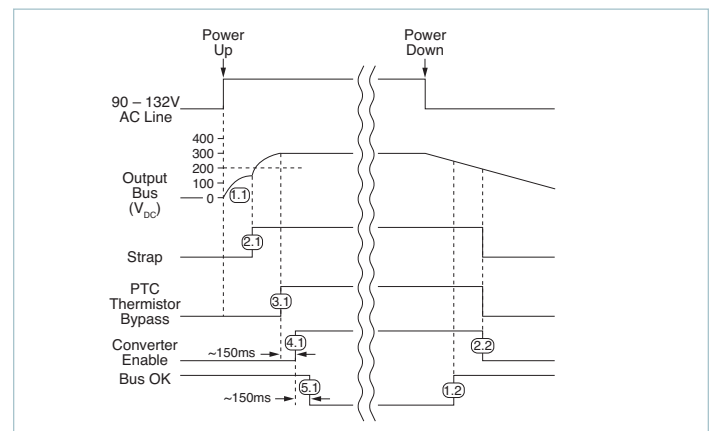 Power
Up
Power
Down
90 – 132V
AC Line
400
300
200
100
0
Output
Bus
(VDC)
1.1
2.1
Strap
PTC
Thermistor
Bypass
3.1
Converter
Enable
4.1
2.2
~150ms
Bus OK
5.1
1.2
~150ms